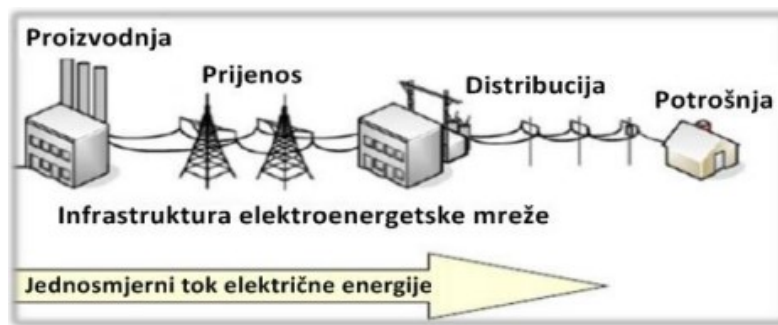 Proizvodnja
Prijenos
Distribucija
Potrošnja
Infrastruktura elektroenergetske mreže
Jednosmjerni tok električne energije